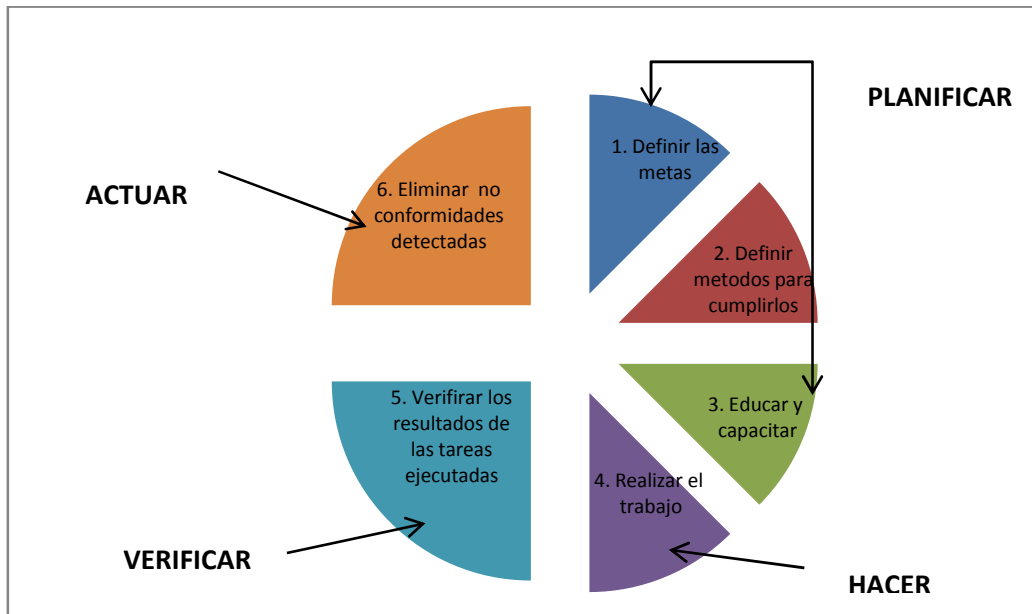 PLANIFICAR
1. Definir las
metas
2. Definir
metodos para
cumplirlos
3. Educar y
capacitar
4. Realizar el
trabajo
HACER
5. Verifirar los
resultados de
las tareas
ejecutadas
VERIFICAR
6. Eliminar no
conformidades
detectadas
ACTUAR